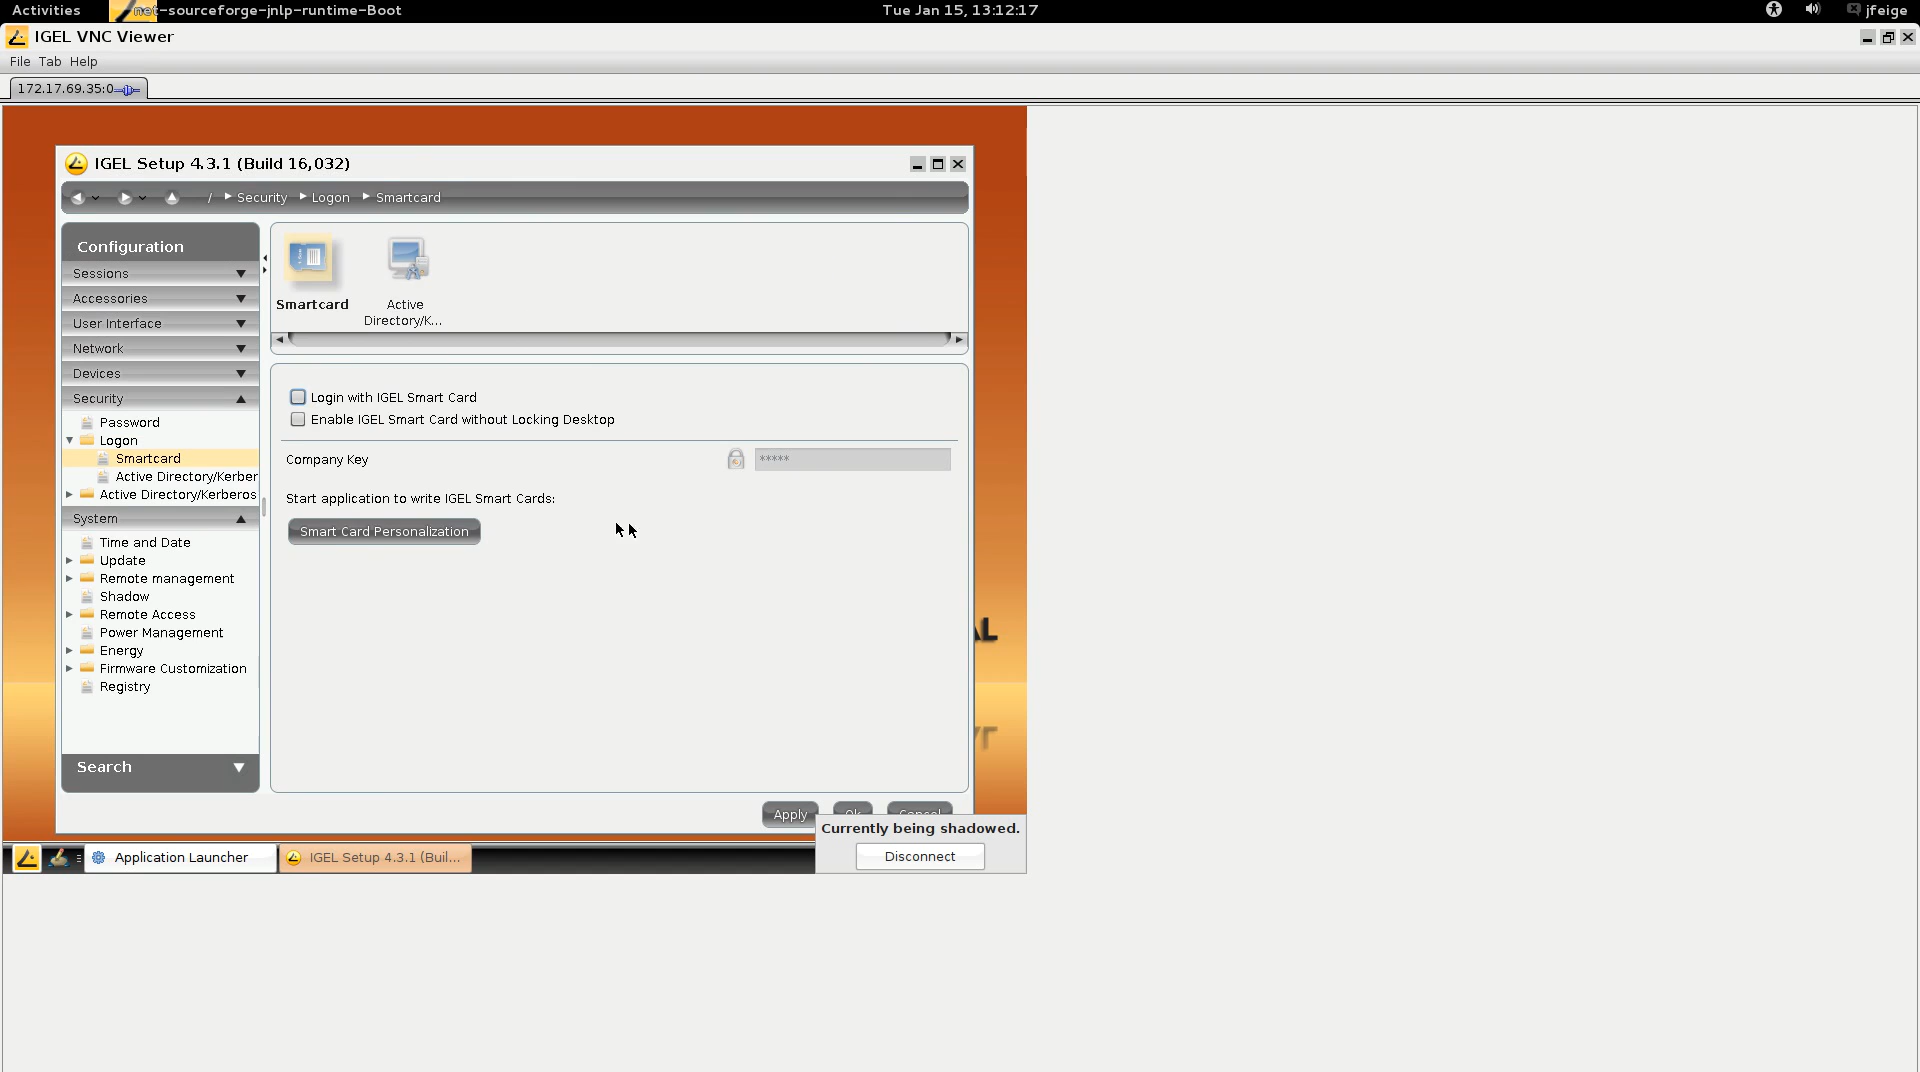 Activities net-sourceforge-jnlp-runtime-Boot Tue Jan 15, 13:12:17 jfeige
IGEL VNC Viewer
File Tab Help
172.17.69.35:0
IGEL Setup 4.3.1 (Build 16,032)
/ Security Logon Smartcard
Configuration
Sessions
Accessories
User Interface
Network
Devices
Security
Password
Logon
Smartcard
Active Directory/Kerber
Active Directory/Kerberos
System
Time and Date
Update
Remote management
Shadow
Remote Access
Power Management
Energy
Firmware Customization
Registry
Search
Smartcard
Active
Directory/K...
Login with IGEL Smart Card
Enable IGEL Smart Card without Locking Desktop
Company Key *****
Start application to write IGEL Smart Cards:
Smart Card Personalization
AL
Apply Ok Cancel
Currently being shadowed.
Disconnect
Application Launcher
IGEL Setup 4.3.1 (Buil...